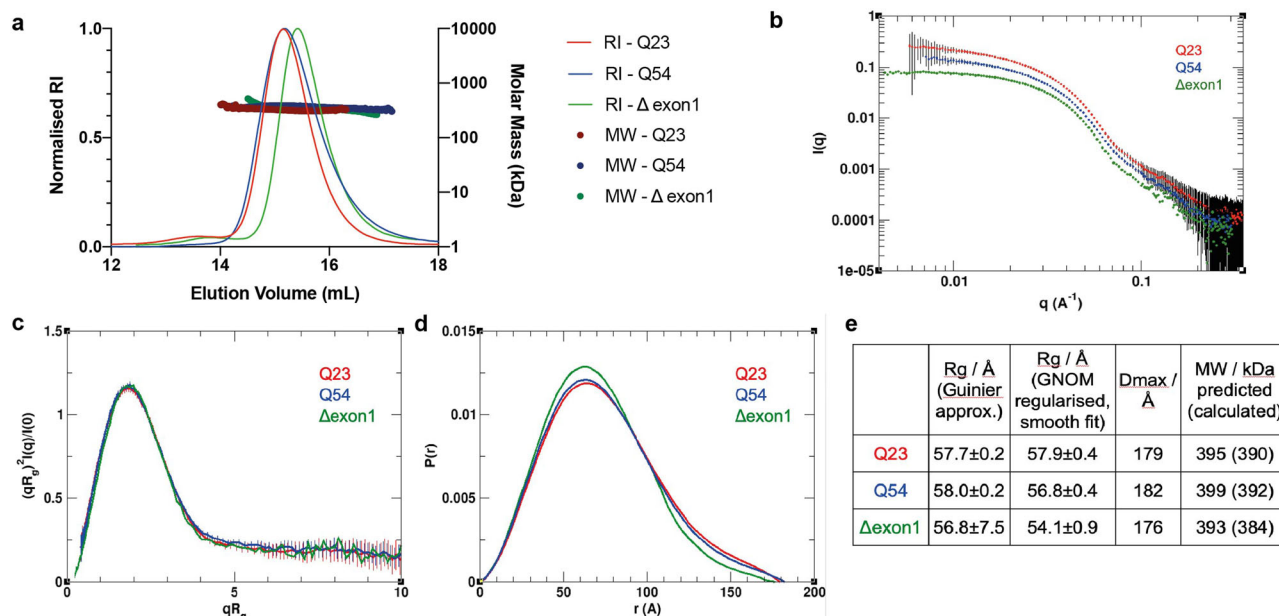 a
1.0
0.5
0.0
Normalised RI
10000
1000
100
10
1
Molar Mass (kDa)
12
14
16
18
Elution Volume (mL)
RI - Q23
RI - Q54
RI - Δ exon1
MW - Q23
MW - Q54
MW - Δ exon1
b
1
0.1
0.01
0.001
0.0001
1e-05
I(q)
0.01
0.1
q (A⁻¹)
Q23
Q54
Δexon1
c
1.5
1
0.5
0
(qRg)²I(q)/I(0)
0
5
10
qRg
Q23
Q54
Δexon1
d
0.015
0.01
0.005
0
P(r)
0
50
100
150
200
r (A)
Q23
Q54
Δexon1
e
Rg / Å
(Guinier
approx.)
Rg / Å
(GNOM
regularised,
smooth fit)
Dmax /
Å
MW / kDa
predicted
(calculated)
Q23 57.7±0.2 57.9±0.4 179 395 (390)
Q54 58.0±0.2 56.8±0.4 182 399 (392)
Δexon1 56.8±7.5 54.1±0.9 176 393 (384)